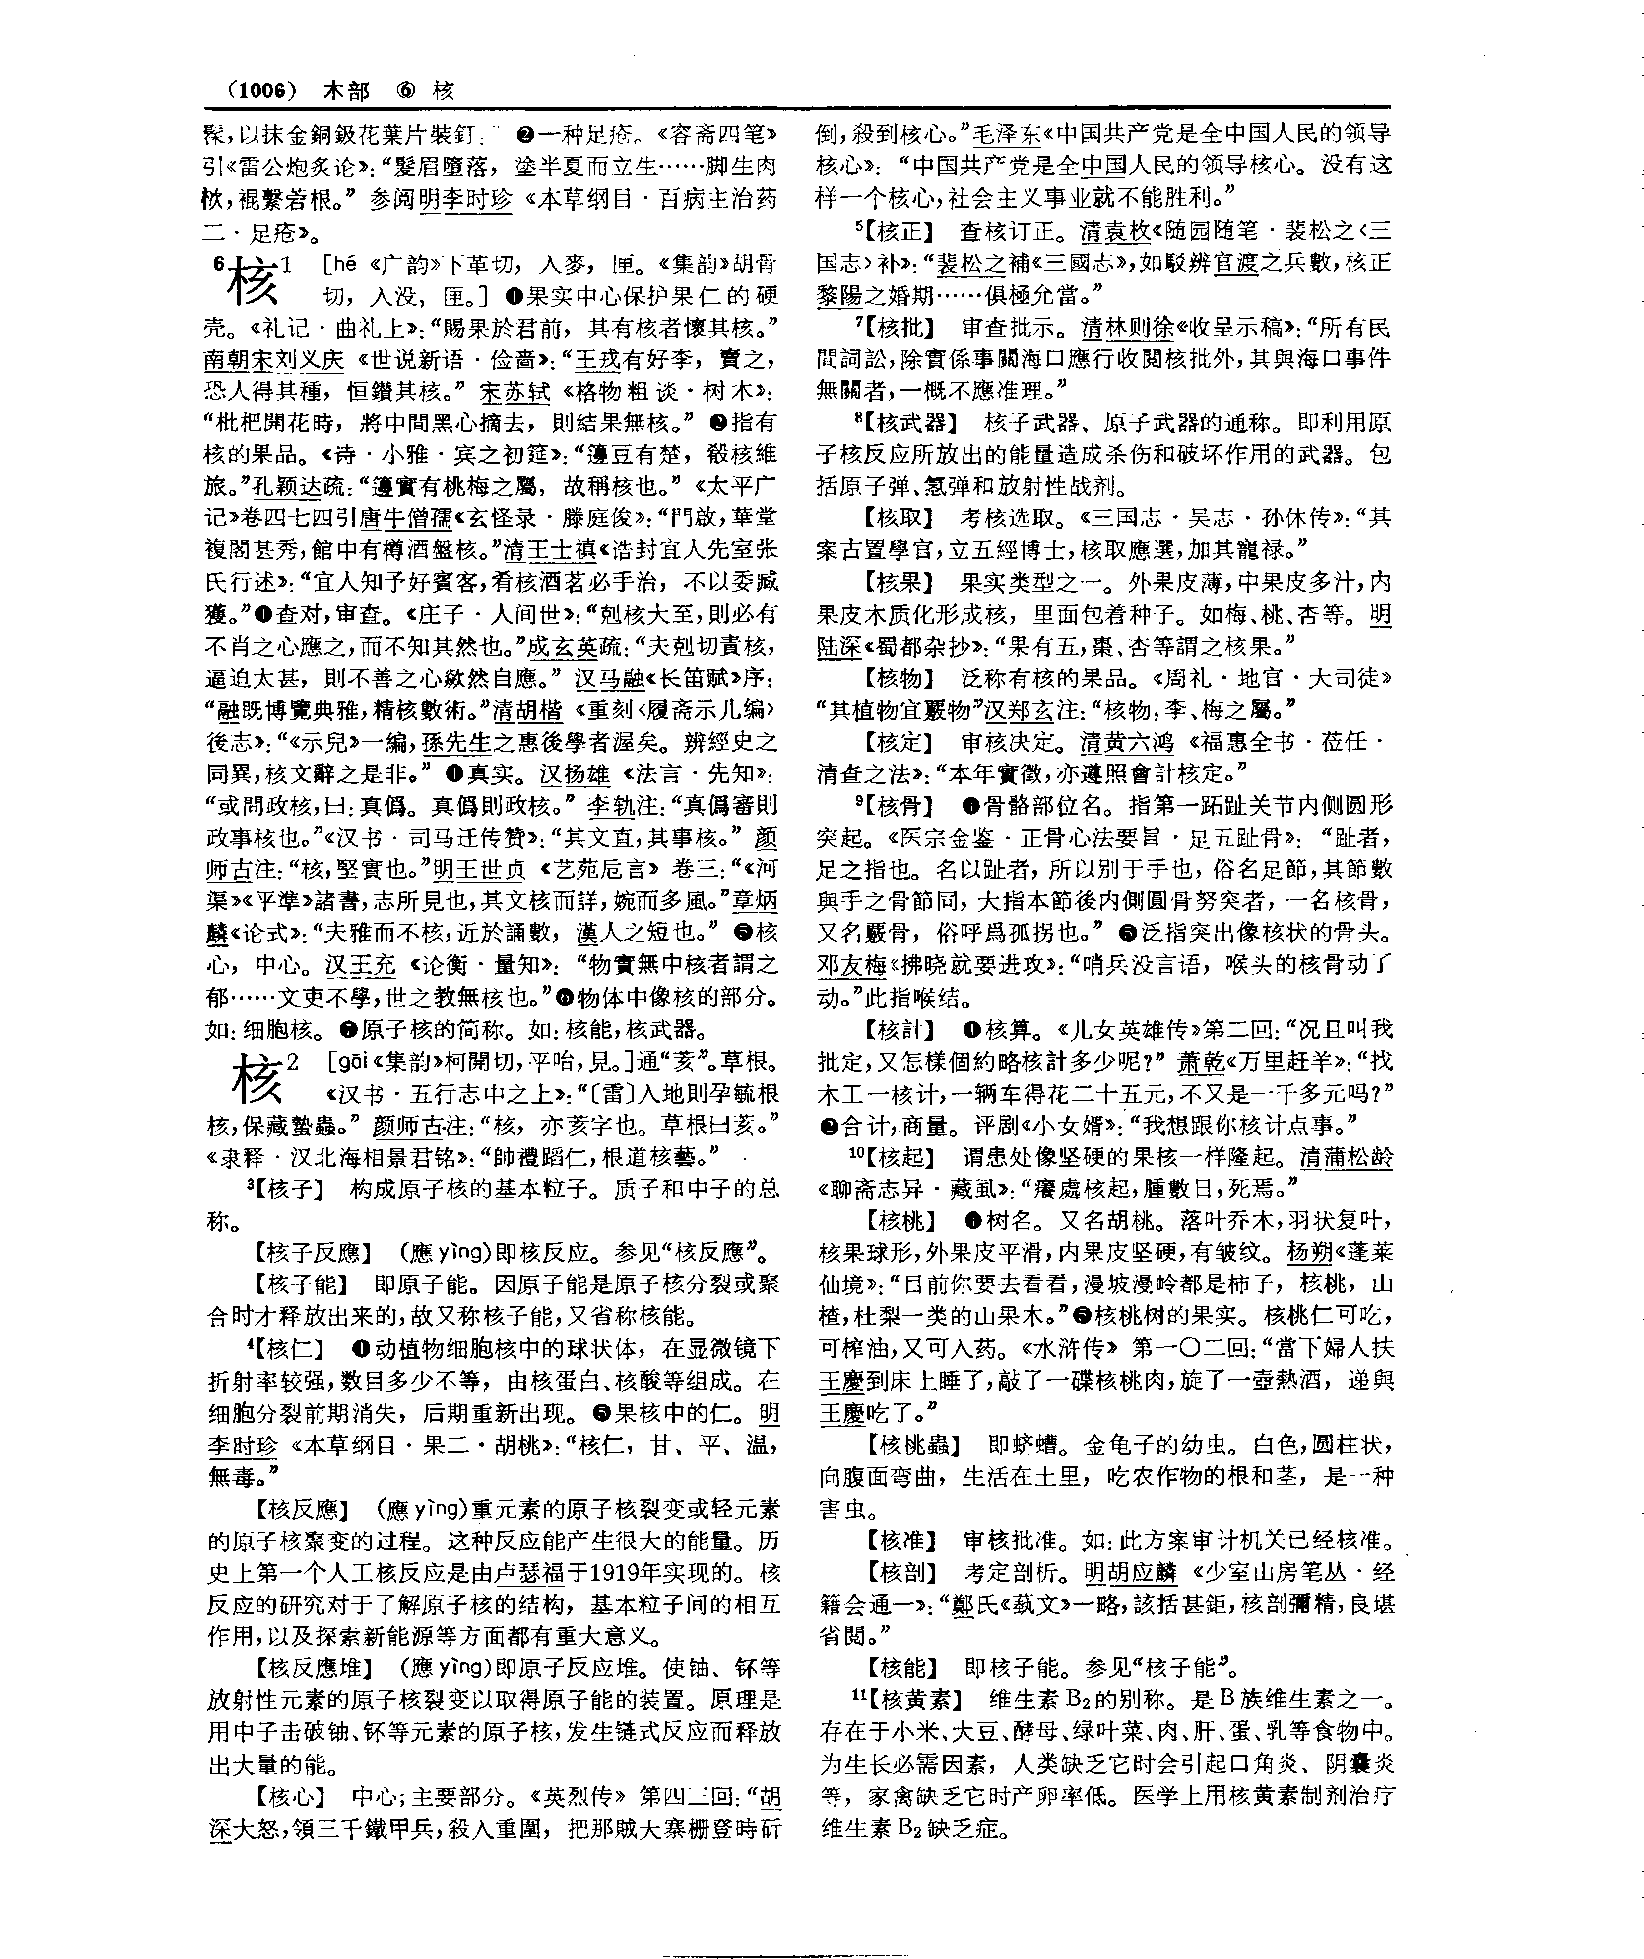 （1006） 木部 ⑥ 核
髹，以抹金銅鈒花葉片裝釘。” ❷一种足疮。《容斋四笔》
引《雷公炮炙论》：“髮眉墮落，塗半夏而立生……脚生肉
栨，裩繫若根。” 参阅明李时珍《本草纲目·百病主治药
二·足疮》。
6核1 [hé《广韵》下革切，入麥，匣。《集韵》胡骨
切，入没，匣。] ❶果实中心保护果仁的硬
壳。《礼记·曲礼上》：“賜果於君前，其有核者懷其核。”
南朝宋刘义庆《世说新语·俭啬》：“王戎有好李，賣之，
恐人得其種，恒鑽其核。” 宋苏轼《格物粗谈·树木》：
“枇杷開花時，將中間黑心摘去，則结果無核。” ❷指有
核的果品。《诗·小雅·宾之初筵》：“籩豆有楚，殽核維
旅。”孔颖达疏：“籩實有桃梅之屬，故稱核也。”《太平广
记》卷四七四引唐牛僧孺《玄怪录·滕庭俊》：“門啟，華堂
複閣甚秀，館中有樽酒盤核。”清王士禛《诰封宜人先室张
氏行述》：“宜人知予好賓客，肴核酒茗必手治，不以委臧
獲。”❸查对，审查。《庄子·人间世》：“剋核大至，則必有
不肖之心應之，而不知其然也。”成玄英疏：“夫剋切責核，
逼迫太甚，則不善之心欻然自應。” 汉马融《长笛赋》序：
“融既博覽典雅，精核數術。”清胡楷《重刻〈履斋示儿编〉
後志》：“《示兒》一编，孫先生之惠後學者渥矣。辨經史之
同異，核文辭之是非。” ❹真实。汉扬雄《法言·先知》：
“或問政核，曰：真僞。真僞則政核。” 李轨注：“真僞審則
政事核也。”《汉书·司马迁传赞》：“其文直，其事核。” 颜
师古注：“核，堅實也。”明王世贞《艺苑卮言》卷三：“《河
渠》《平準》諸書，志所見也，其文核而詳，婉而多風。”章炳
麟《论式》：“夫雅而不核，近於誦數，漢人之短也。” ❺核
心，中心。汉王充《论衡·量知》：“物實無中核者謂之
郁……文吏不學，世之教無核也。”❻物体中像核的部分。
如：细胞核。❼原子核的简称。如：核能，核武器。
核2 [gāi《集韵》柯開切，平咍，見。]通“荄”。草根。
《汉书·五行志中之上》：“〔雷〕入地則孕毓根
核，保藏蟄蟲。” 颜师古注：“核，亦荄字也。草根曰荄。”
《隶释·汉北海相景君铭》：“帥禮蹈仁，根道核藝。”
3【核子】 构成原子核的基本粒子。质子和中子的总
称。
【核子反應】 （應 yìng）即核反应。参见“核反應”。
【核子能】 即原子能。因原子能是原子核分裂或聚
合时才释放出来的，故又称核子能，又省称核能。
4【核仁】 ❶动植物细胞核中的球状体，在显微镜下
折射率较强，数目多少不等，由核蛋白、核酸等组成。在
细胞分裂前期消失，后期重新出现。❷果核中的仁。明
李时珍《本草纲目·果二·胡桃》：“核仁，甘、平、温，
無毒。”
【核反應】 （應 yìng）重元素的原子核裂变或轻元素
的原子核聚变的过程。这种反应能产生很大的能量。历
史上第一个人工核反应是由卢瑟福于1919年实现的。核
反应的研究对于了解原子核的结构，基本粒子间的相互
作用，以及探索新能源等方面都有重大意义。
【核反應堆】 （應 yìng）即原子反应堆。使铀、钚等
放射性元素的原子核裂变以取得原子能的装置。原理是
用中子击破铀、钚等元素的原子核，发生链式反应而释放
出大量的能。
【核心】 中心；主要部分。《英烈传》第四二回：“胡
深大怒，領三千鐵甲兵，殺入重圍，把那贼大寨栅登時砍
倒，殺到核心。”毛泽东《中国共产党是全中国人民的领导
核心》：“中国共产党是全中国人民的领导核心。没有这
样一个核心，社会主义事业就不能胜利。”
5【核正】 查核订正。清袁枚《随园随笔·裴松之〈三
国志〉补》：“裴松之補《三國志》，如駁辨官渡之兵數，核正
黎陽之婚期……俱極允當。”
7【核批】 审查批示。清林则徐《收呈示稿》：“所有民
間詞訟，除實係事關海口應行收閱核批外，其與海口事件
無關者，一概不應准理。”
8【核武器】 核子武器、原子武器的通称。即利用原
子核反应所放出的能量造成杀伤和破坏作用的武器。包
括原子弹、氢弹和放射性战剂。
【核取】 考核选取。《三国志·吴志·孙休传》：“其
案古置學官，立五經博士，核取應選，加其寵禄。”
【核果】 果实类型之一。外果皮薄，中果皮多汁，内
果皮木质化形成核，里面包着种子。如梅、桃、杏等。明
陆深《蜀都杂抄》：“果有五，棗、杏等謂之核果。”
【核物】 泛称有核的果品。《周礼·地官·大司徒》
“其植物宜覈物”汉郑玄注：“核物，李、梅之屬。”
【核定】 审核决定。清黄六鸿《福惠全书·莅任·
清查之法》：“本年實徵，亦遵照會計核定。”
9【核骨】 ❶骨骼部位名。指第一跖趾关节内侧圆形
突起。《医宗金鉴·正骨心法要旨·足五趾骨》：“趾者，
足之指也。名以趾者，所以别于手也，俗名足節，其節數
與手之骨節同，大指本節後内側圓骨努突者，一名核骨，
又名覈骨，俗呼爲孤拐也。” ❷泛指突出像核状的骨头。
邓友梅《拂晓就要进攻》：“哨兵没言语，喉头的核骨动了
动。”此指喉结。
【核計】 ❶核算。《儿女英雄传》第二回：“况且叫我
批定，又怎樣個約略核計多少呢？” 萧乾《万里赶羊》：“找
木工一核计，一辆车得花二十五元，不又是一千多元吗？”
❷合计，商量。评剧《小女婿》：“我想跟你核计点事。”
10【核起】 谓患处像坚硬的果核一样隆起。清蒲松龄
《聊斋志异·藏虱》：“癢處核起，腫數日，死焉。”
【核桃】 ❶树名。又名胡桃。落叶乔木，羽状复叶，
核果球形，外果皮平滑，内果皮坚硬，有皱纹。杨朔《蓬莱
仙境》：“日前你要去看看，漫坡漫岭都是柿子，核桃，山
楂，杜梨一类的山果木。”❷核桃树的果实。核桃仁可吃，
可榨油，又可入药。《水浒传》第一〇二回：“當下婦人扶
王慶到床上睡了，敲了一碟核桃肉，旋了一壺熱酒，遞與
王慶吃了。”
【核桃蟲】 即蛴螬。金龟子的幼虫。白色，圆柱状，
向腹面弯曲，生活在土里，吃农作物的根和茎，是一种
害虫。
【核准】 审核批准。如：此方案审计机关已经核准。
【核剖】 考定剖析。明胡应麟《少室山房笔丛·经
籍会通一》：“鄭氏《蓺文》一略，該括甚鉅，核剖彌精，良堪
省閱。”
【核能】 即核子能。参见“核子能”。
11【核黄素】 维生素B₂的别称。是B族维生素之一。
存在于小米、大豆、酵母、绿叶菜、肉、肝、蛋、乳等食物中。
为生长必需因素，人类缺乏它时会引起口角炎、阴囊炎
等，家禽缺乏它时产卵率低。医学上用核黄素制剂治疗
维生素B₂缺乏症。